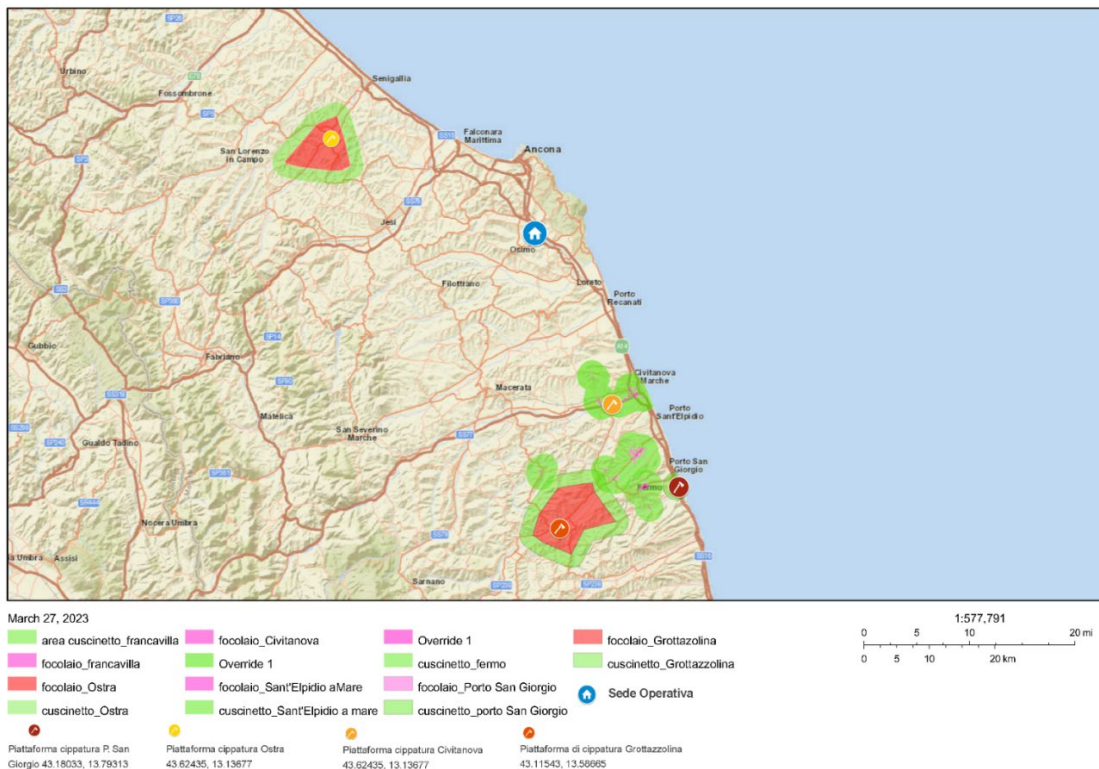 SP26
Urbino
Fossombrone
Senigallia
San Lorenzo
in Campo
Falconara
Marittima
Ancona
SS76
Jesi
Osimo
Filottrano
Loreto
Porto
Recanati
A14
Gubbio
Fabriano
Civitanova
Marche
Macerata
Porto
Sant'Elpidio
Matelica
San Severino
Marche
SS77
Gualdo Tadino
Porto San
Giorgio
Fermo
Nocera Umbra
SS78
Assisi
Sarnano
March 27, 2023
1:577,791
area cuscinetto_francavilla
focolaio_francavilla
focolaio_Ostra
cuscinetto_Ostra
focolaio_Civitanova
Override 1
focolaio_Sant'Elpidio aMare
cuscinetto_Sant'Elpidio a mare
Override 1
cuscinetto_fermo
focolaio_Porto San Giorgio
cuscinetto_porto San Giorgio
focolaio_Grottazolina
cuscinetto_Grottazzolina
Sede Operativa
0 5 10 20 mi
0 5 10 20 km
Piattaforma cippatura P. San
Giorgio 43.18033, 13.79313
Piattaforma cippatura Ostra
43.62435, 13.13677
Piattaforma cippatura Civitanova
43.62435, 13.13677
Piattaforma di cippatura Grottazzolina
43.11543, 13.58665